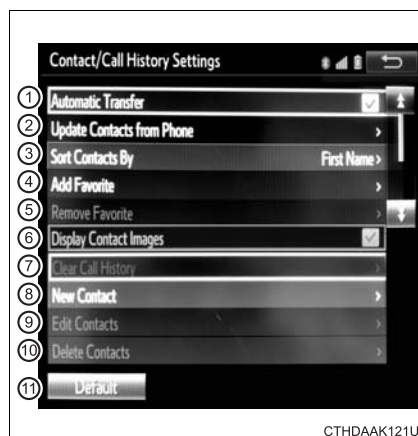 Contact/Call History Settings
1 Automatic Transfer
2 Update Contacts from Phone
3 Sort Contacts By First Name
4 Add Favorite
5 Remove Favorite
6 Display Contact Images
7 Clear Call History
8 New Contact
9 Edit Contacts
10 Delete Contacts
11 Default
CTHDAAK121U